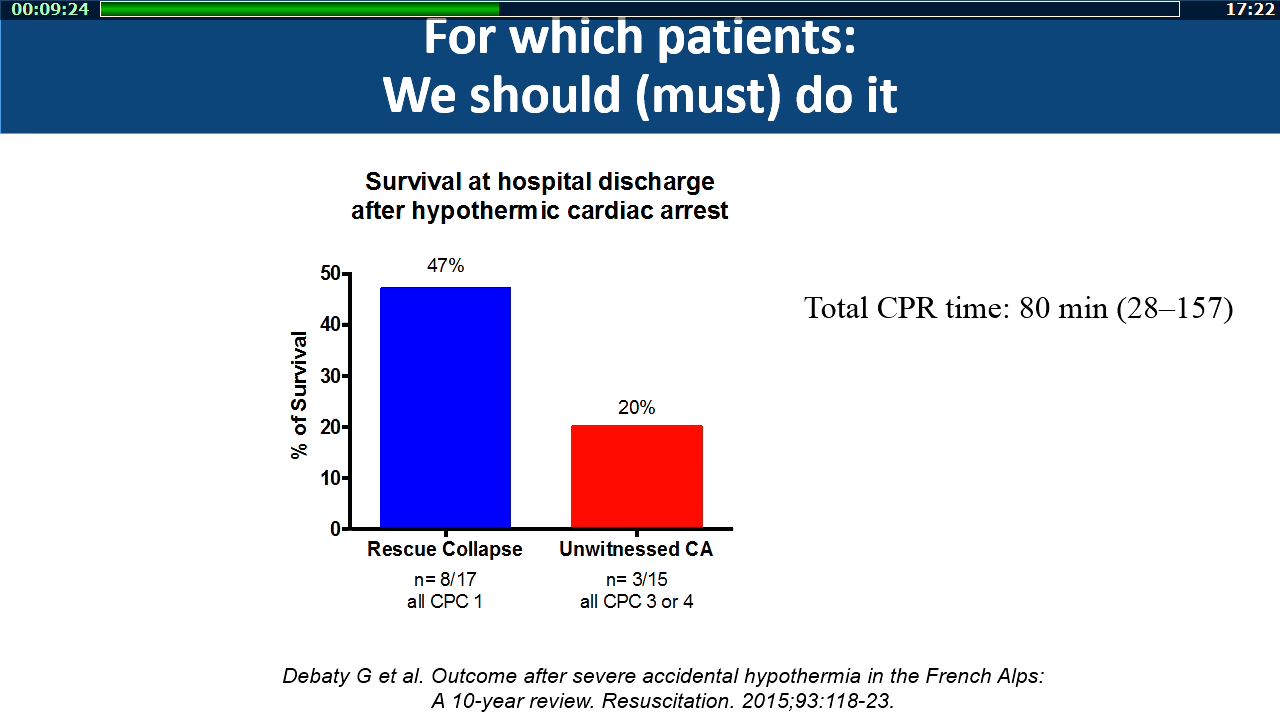 00:09:24
17:22
For which patients:
We should (must) do it
Survival at hospital discharge
after hypothermic cardiac arrest
% of Survival
50
40
30
20
10
0
47%
20%
Rescue Collapse
n= 8/17
all CPC 1
Unwitnessed CA
n= 3/15
all CPC 3 or 4
Total CPR time: 80 min (28–157)
Debaty G et al. Outcome after severe accidental hypothermia in the French Alps:
A 10-year review. Resuscitation. 2015;93:118-23.